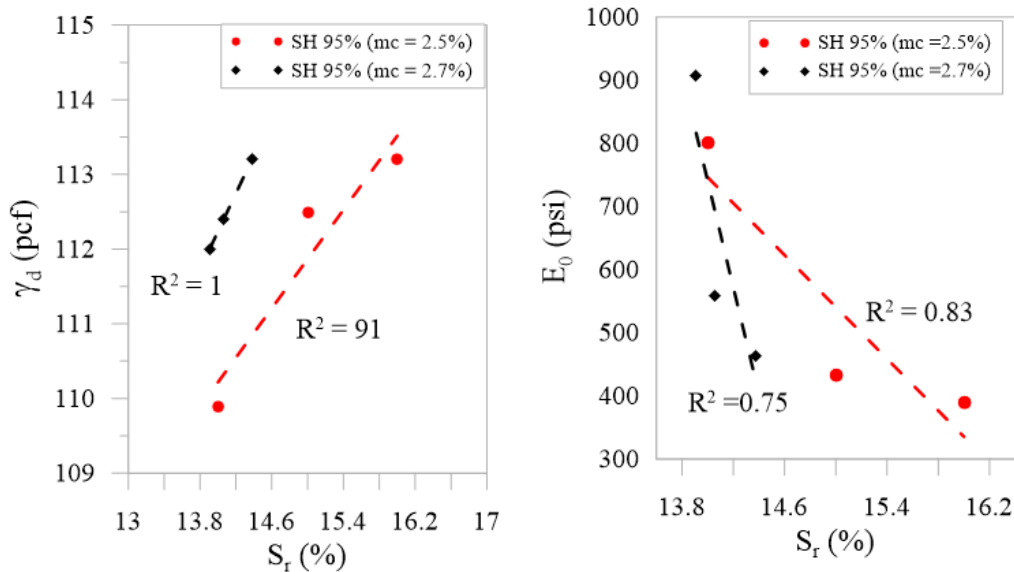 115
114
113
112
111
110
109
γd (pcf)
SH 95% (mc = 2.5%)
SH 95% (mc = 2.7%)
R² = 1
R² = 91
13 13.8 14.6 15.4 16.2 17
Sr (%)
1000
900
800
700
600
500
400
300
E0 (psi)
SH 95% (mc =2.5%)
SH 95% (mc =2.7%)
R² = 0.83
R² =0.75
13.8 14.6 15.4 16.2
Sr (%)